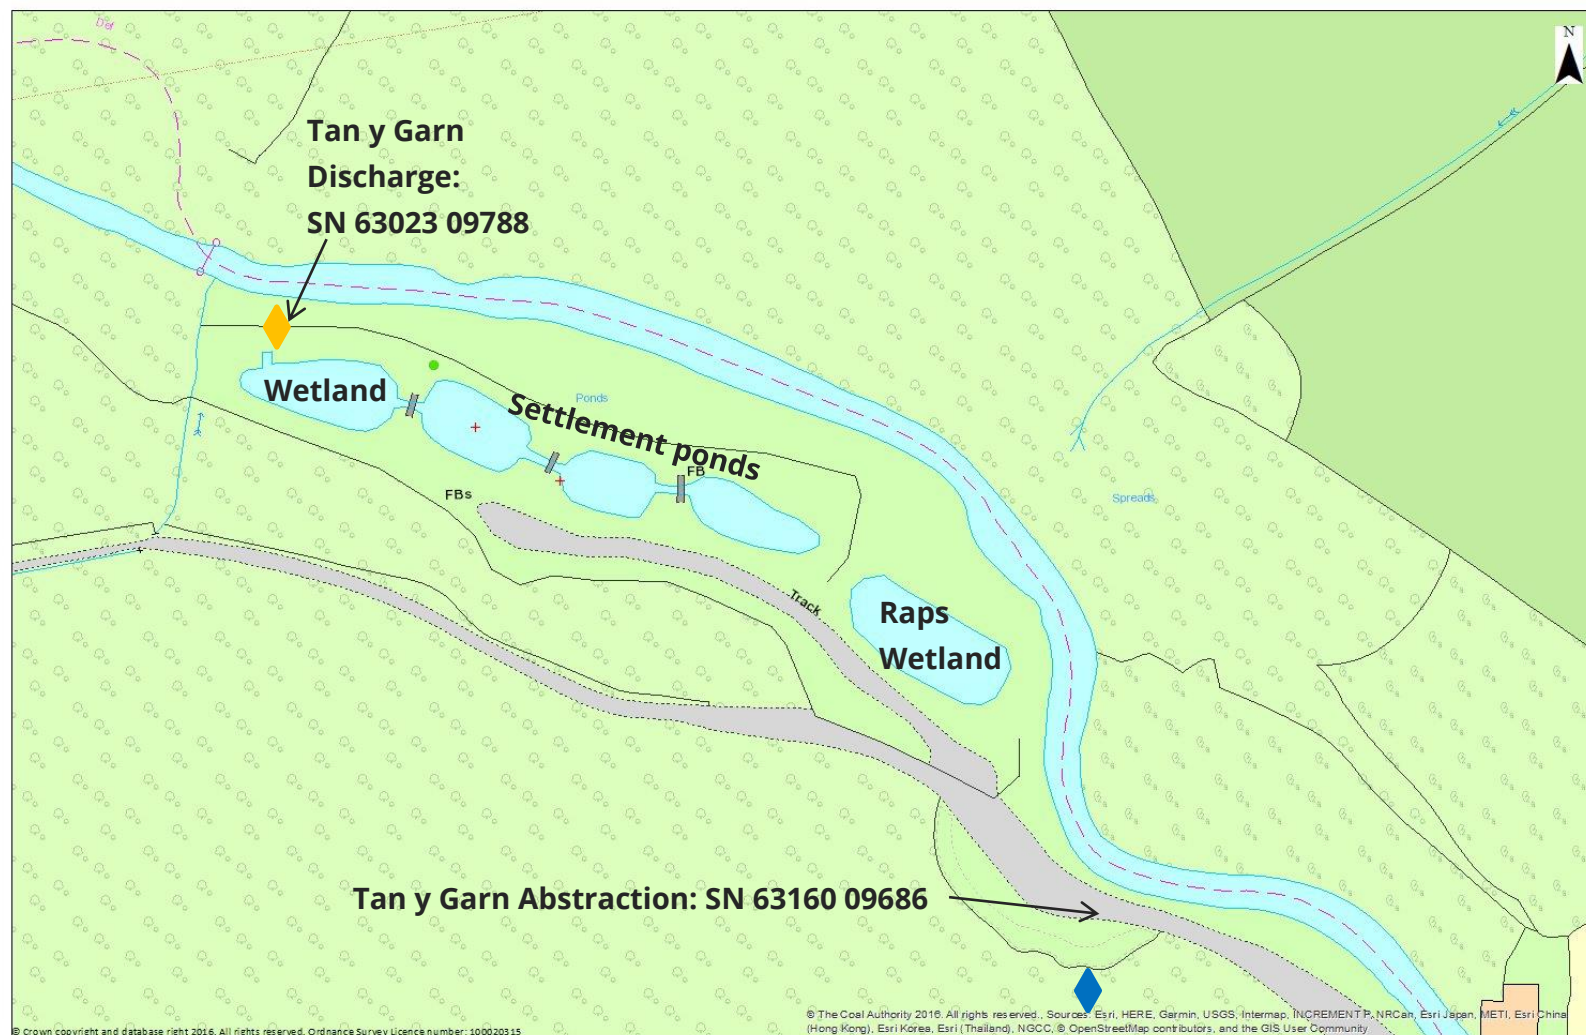 Def
N
Tan y Garn
Discharge:
SN 63023 09788
Wetland
Ponds
Settlement ponds
FB
FBs
Spreads
Track
Raps
Wetland
Tan y Garn Abstraction: SN 63160 09686
© The Coal Authority 2016. All rights reserved., Sources: Esri, HERE, Garmin, USGS, Intermap, INCREMENT P, NRCan, Esri Japan, METI, Esri China
(Hong Kong), Esri Korea, Esri (Thailand), NGCC, © OpenStreetMap contributors, and the GIS User Community
© Crown copyright and database right 2016. All rights reserved. Ordnance Survey Licence number: 100020315